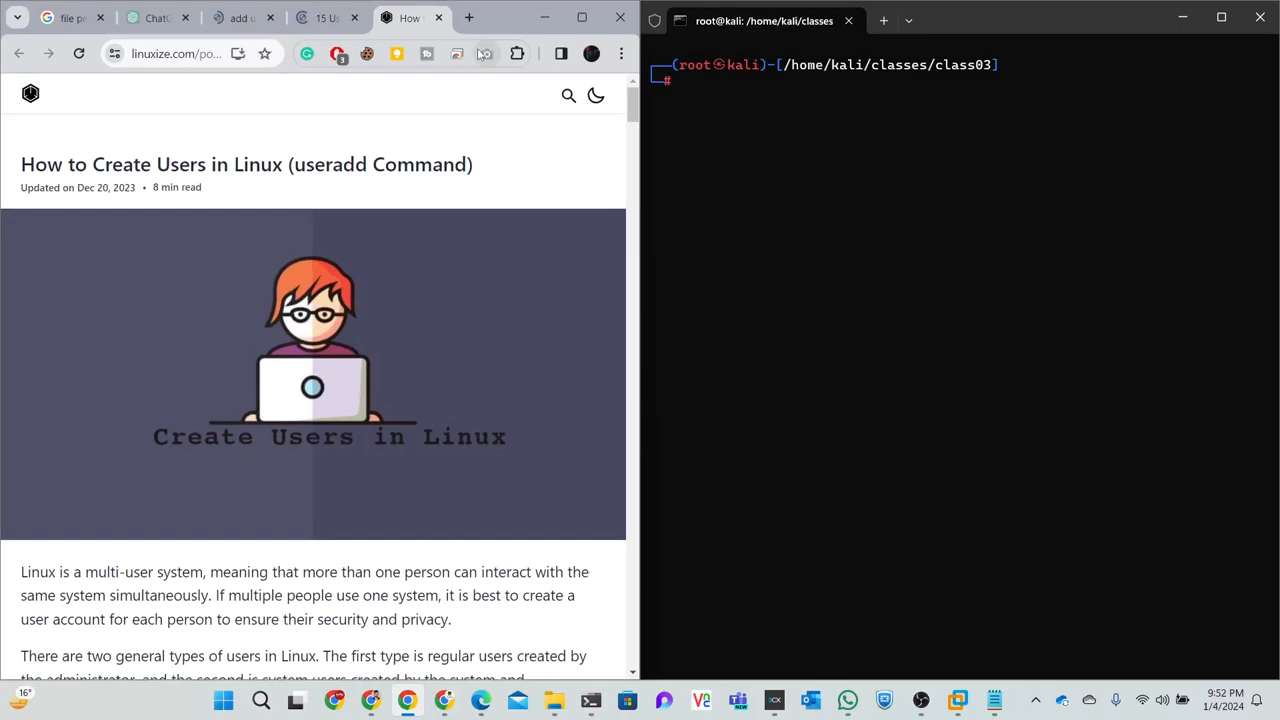 file pe
ChatC
add u
15 Us
How
linuxize.com/po...
3
How to Create Users in Linux (useradd Command)
Updated on Dec 20, 2023 • 8 min read
Create Users in Linux
Linux is a multi-user system, meaning that more than one person can interact with the
same system simultaneously. If multiple people use one system, it is best to create a
user account for each person to ensure their security and privacy.
There are two general types of users in Linux. The first type is regular users created by
root@kali: /home/kali/classes
(root㉿kali)-[/home/kali/classes/class03]
#
16°
9:52 PM
1/4/2024